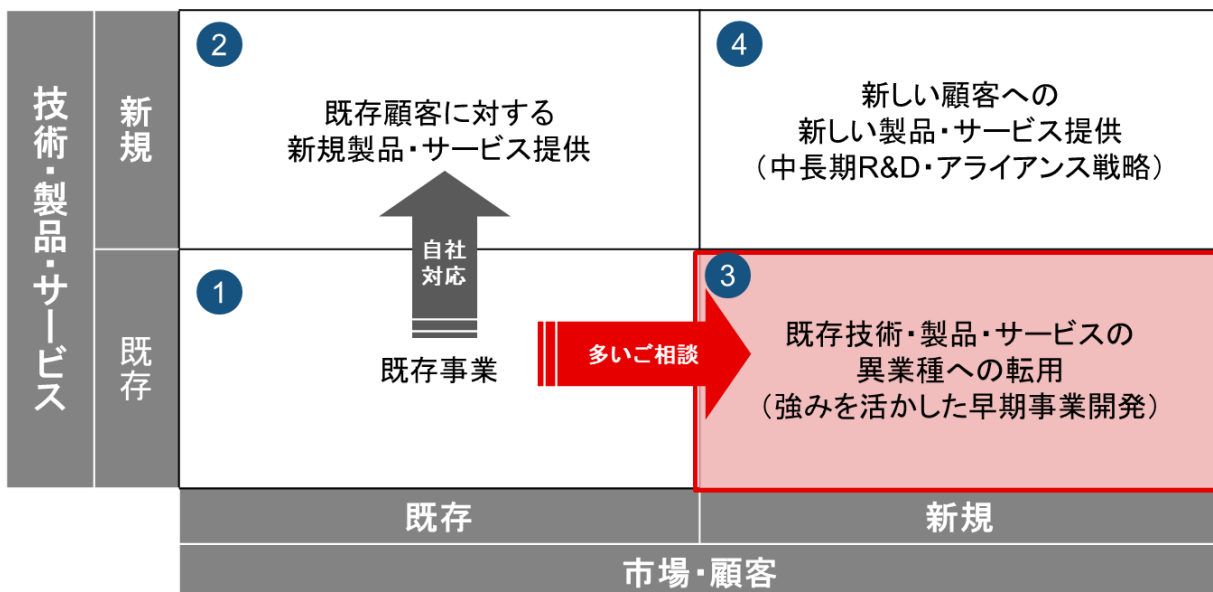 技術・製品・サービス
新規
既存
2
既存顧客に対する
新規製品・サービス提供
4
新しい顧客への
新しい製品・サービス提供
（中長期R&D・アライアンス戦略）
自社
対応
1
既存事業
多いご相談
3
既存技術・製品・サービスの
異業種への転用
（強みを活かした早期事業開発）
既存
新規
市場・顧客